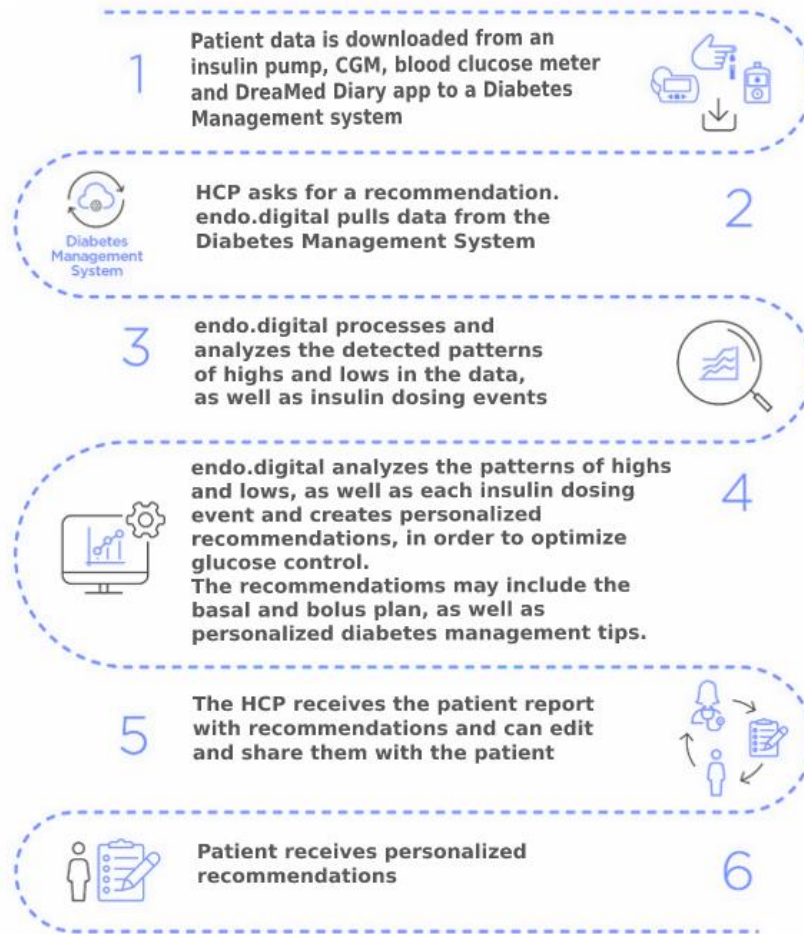 1
Patient data is downloaded from an
insulin pump, CGM, blood clucose meter
and DreaMed Diary app to a Diabetes
Management system
Diabetes
Management
System
HCP asks for a recommendation.
endo.digital pulls data from the
Diabetes Management System
2
3
endo.digital processes and
analyzes the detected patterns
of highs and lows in the data,
as well as insulin dosing events
endo.digital analyzes the patterns of highs
and lows, as well as each insulin dosing
event and creates personalized
recommendations, in order to optimize
glucose control.
The recommendatioms may include the
basal and bolus plan, as well as
personalized diabetes management tips.
4
5
The HCP receives the patient report
with recommendations and can edit
and share them with the patient
Patient receives personalized
recommendations
6